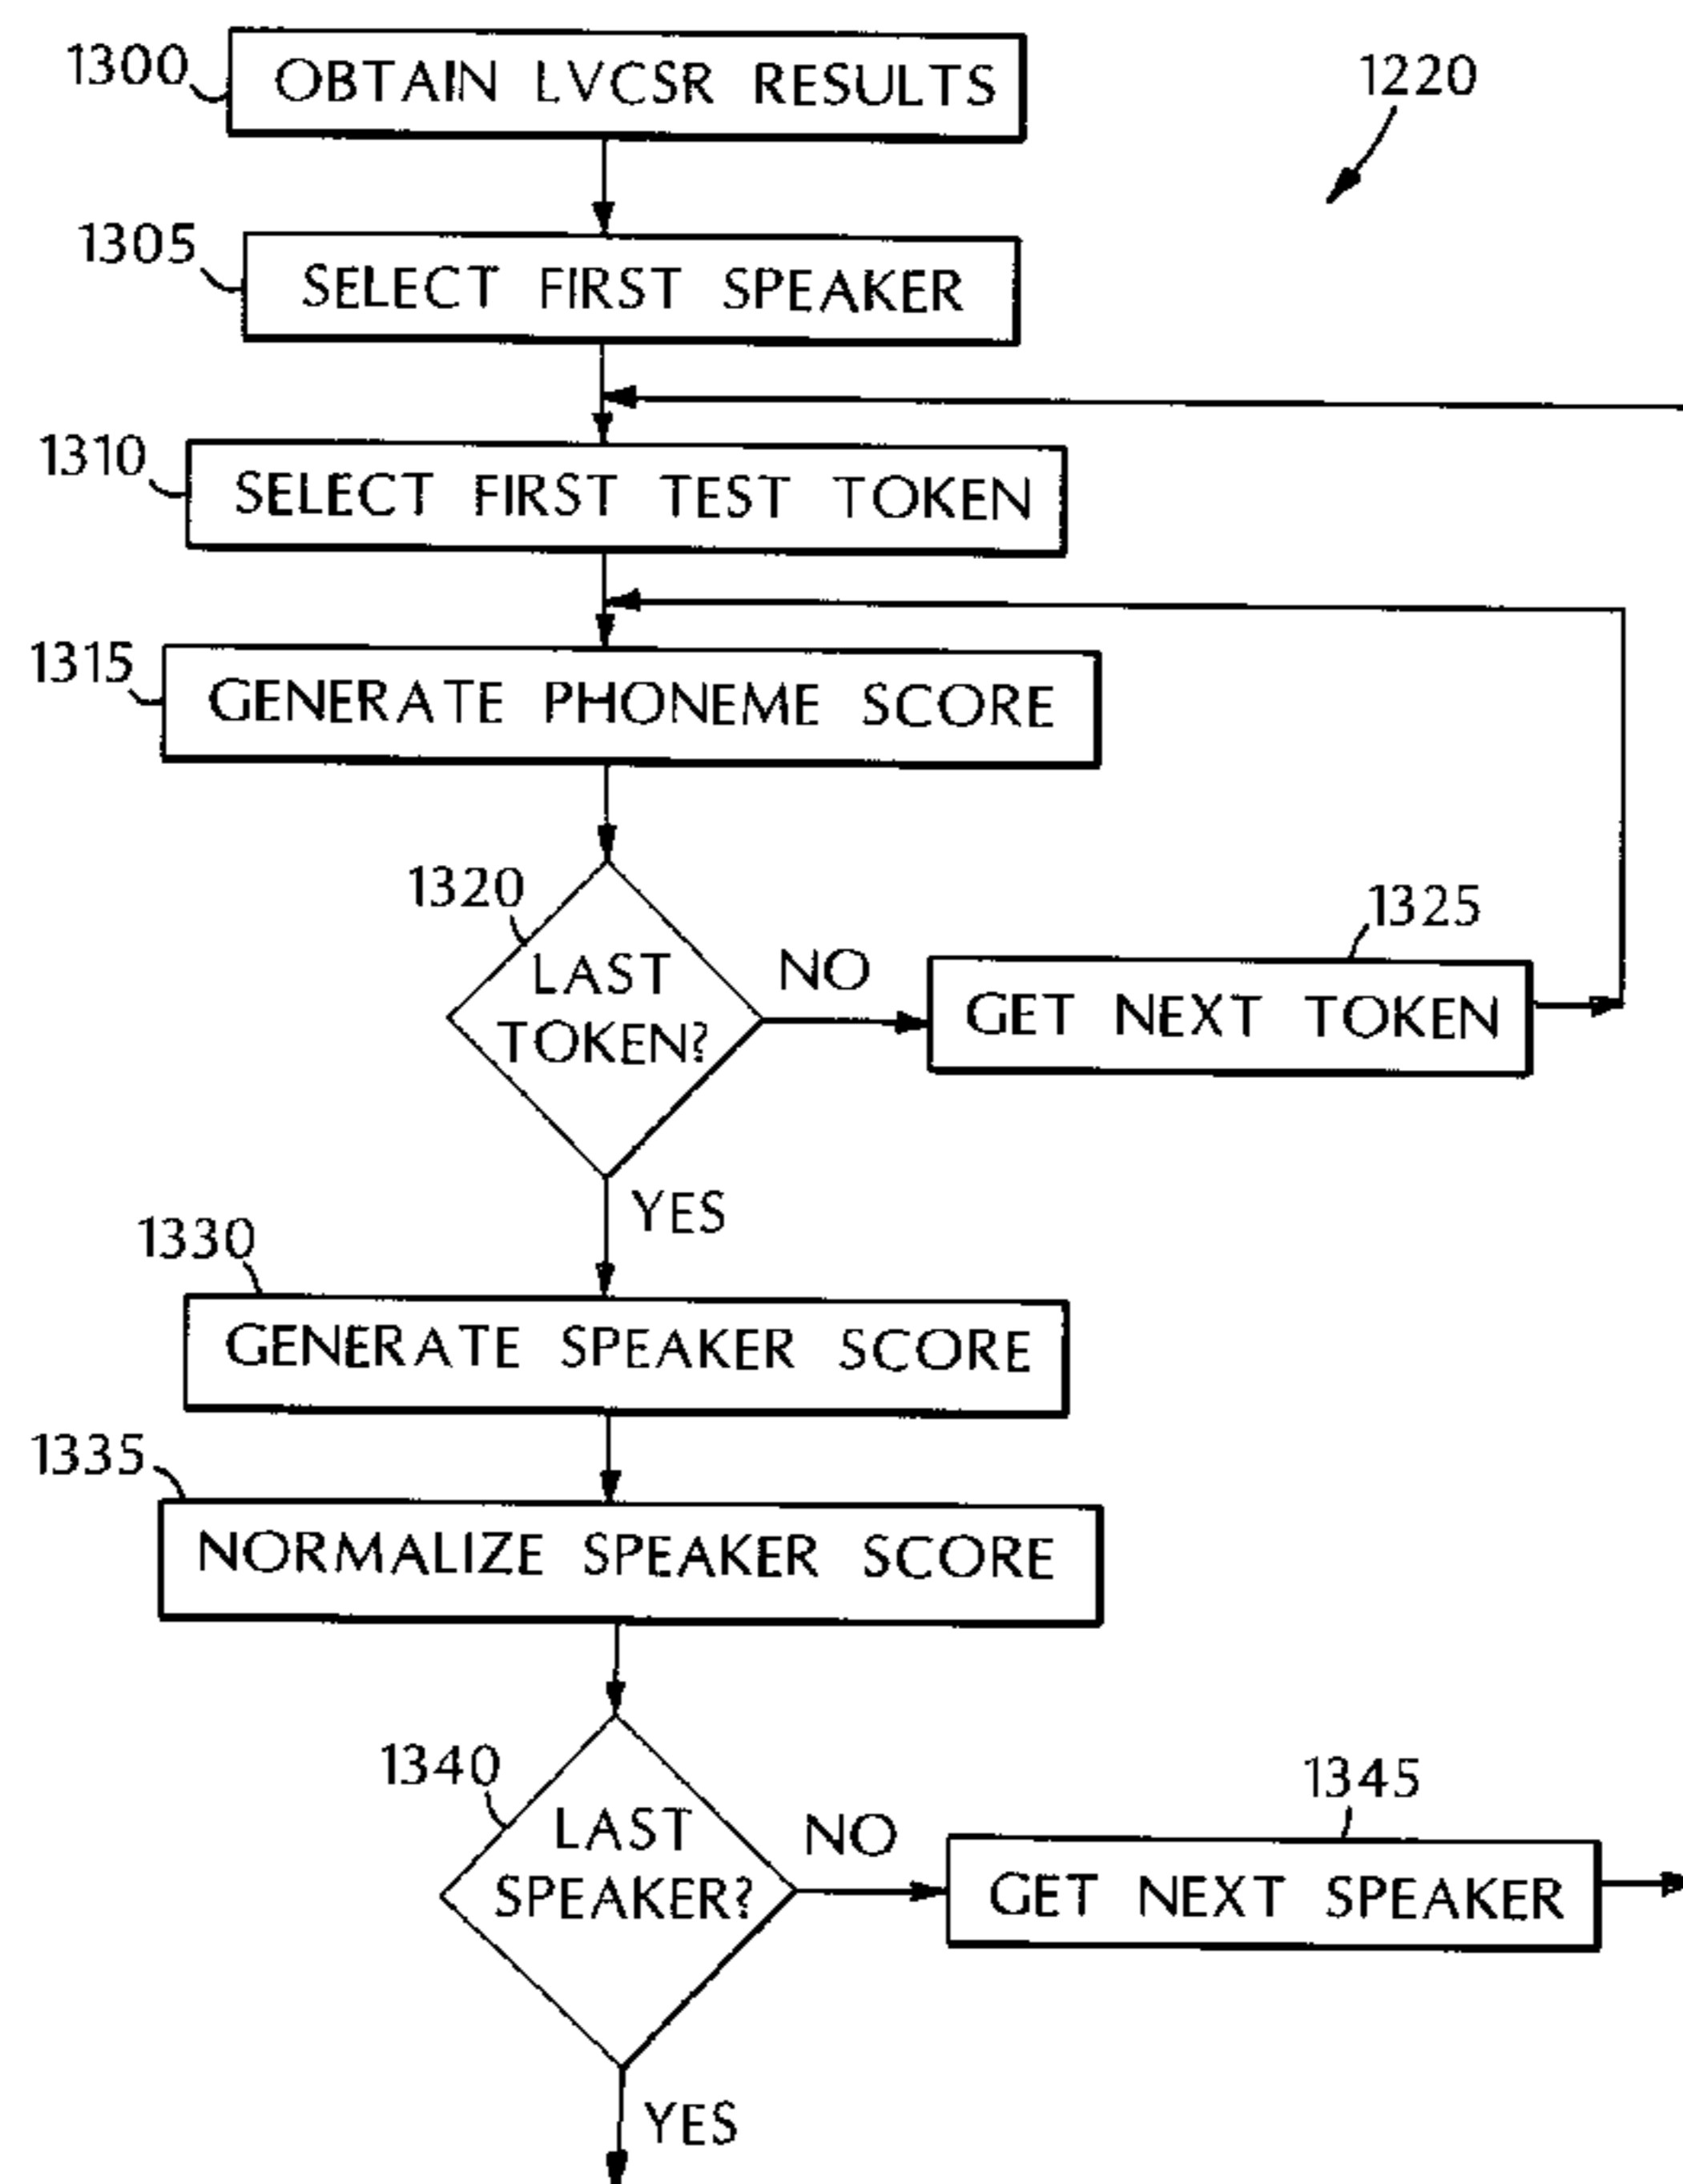 1300
OBTAIN LVCSR RESULTS
1220
1305
SELECT FIRST SPEAKER
1310
SELECT FIRST TEST TOKEN
1315
GENERATE PHONEME SCORE
1320
LAST
TOKEN?
NO
1325
GET NEXT TOKEN
YES
1330
GENERATE SPEAKER SCORE
1335
NORMALIZE SPEAKER SCORE
1340
LAST
SPEAKER?
NO
1345
GET NEXT SPEAKER
YES